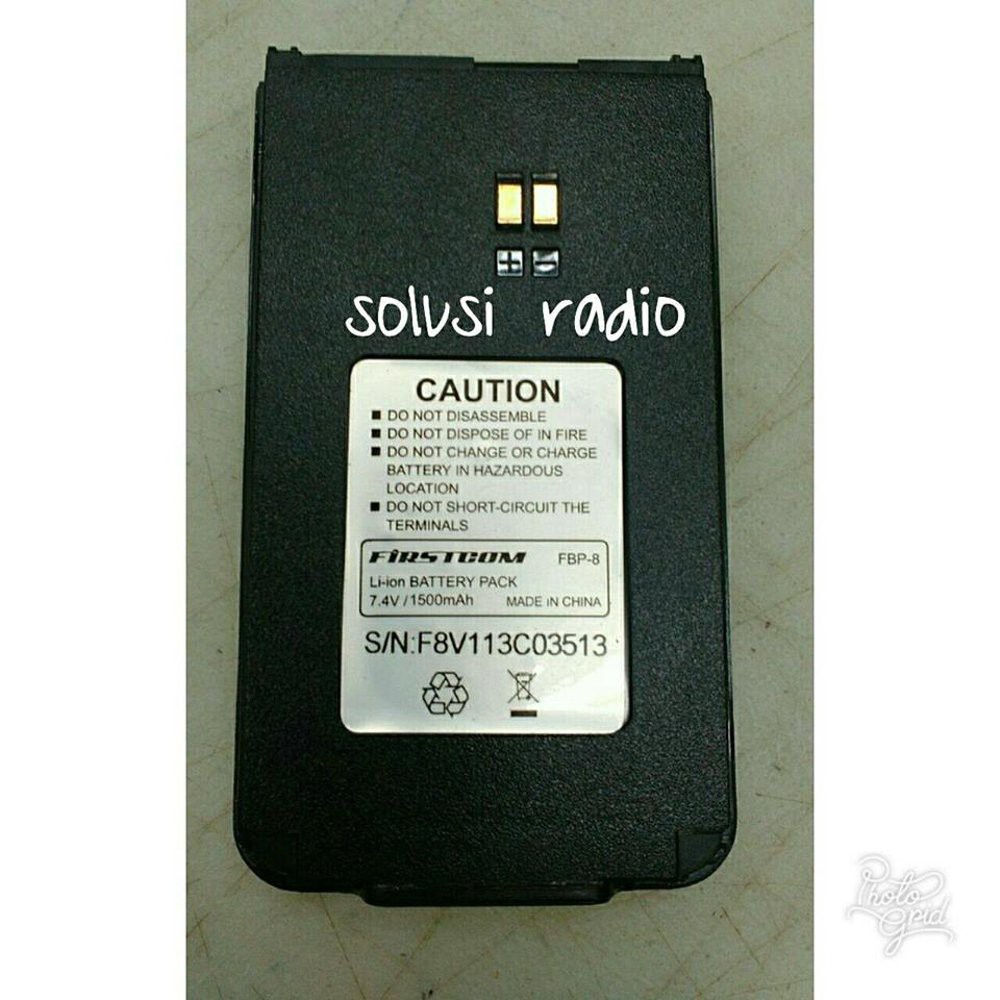 solusi radio
CAUTION
■ DO NOT DISASSEMBLE
■ DO NOT DISPOSE OF IN FIRE
■ DO NOT CHANGE OR CHARGE
BATTERY IN HAZARDOUS
LOCATION
■ DO NOT SHORT-CIRCUIT THE
TERMINALS
FiRSTCOM FBP-8
Li-ion BATTERY PACK
7.4V / 1500mAh MADE IN CHINA
S/N:F8V113C03513
Photo
Grid